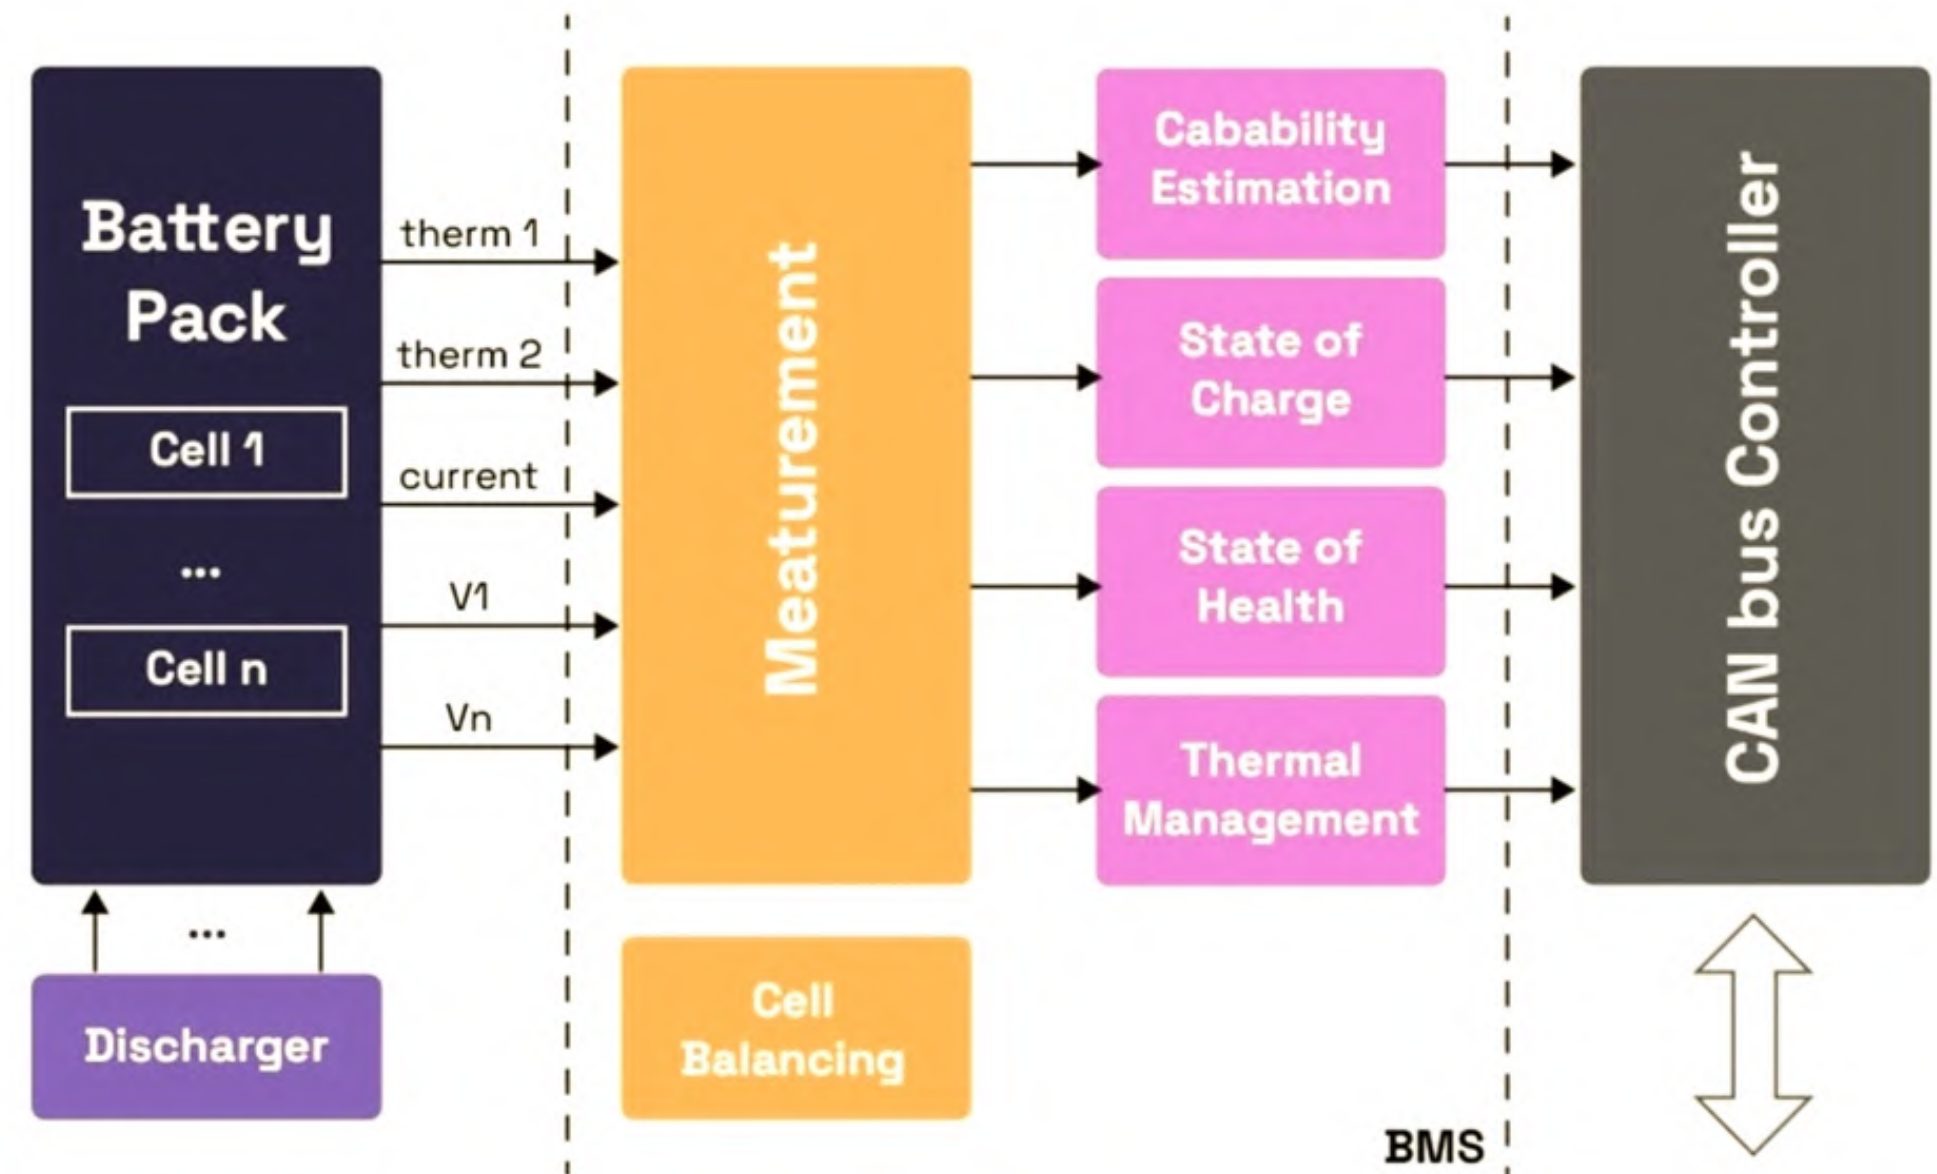 Battery
Pack
Cell 1
...
Cell n
...
Discharger
therm 1
therm 2
current
V1
Vn
Meaturement
Cell
Balancing
Cabability
Estimation
State of
Charge
State of
Health
Thermal
Management
BMS
CAN bus Controller